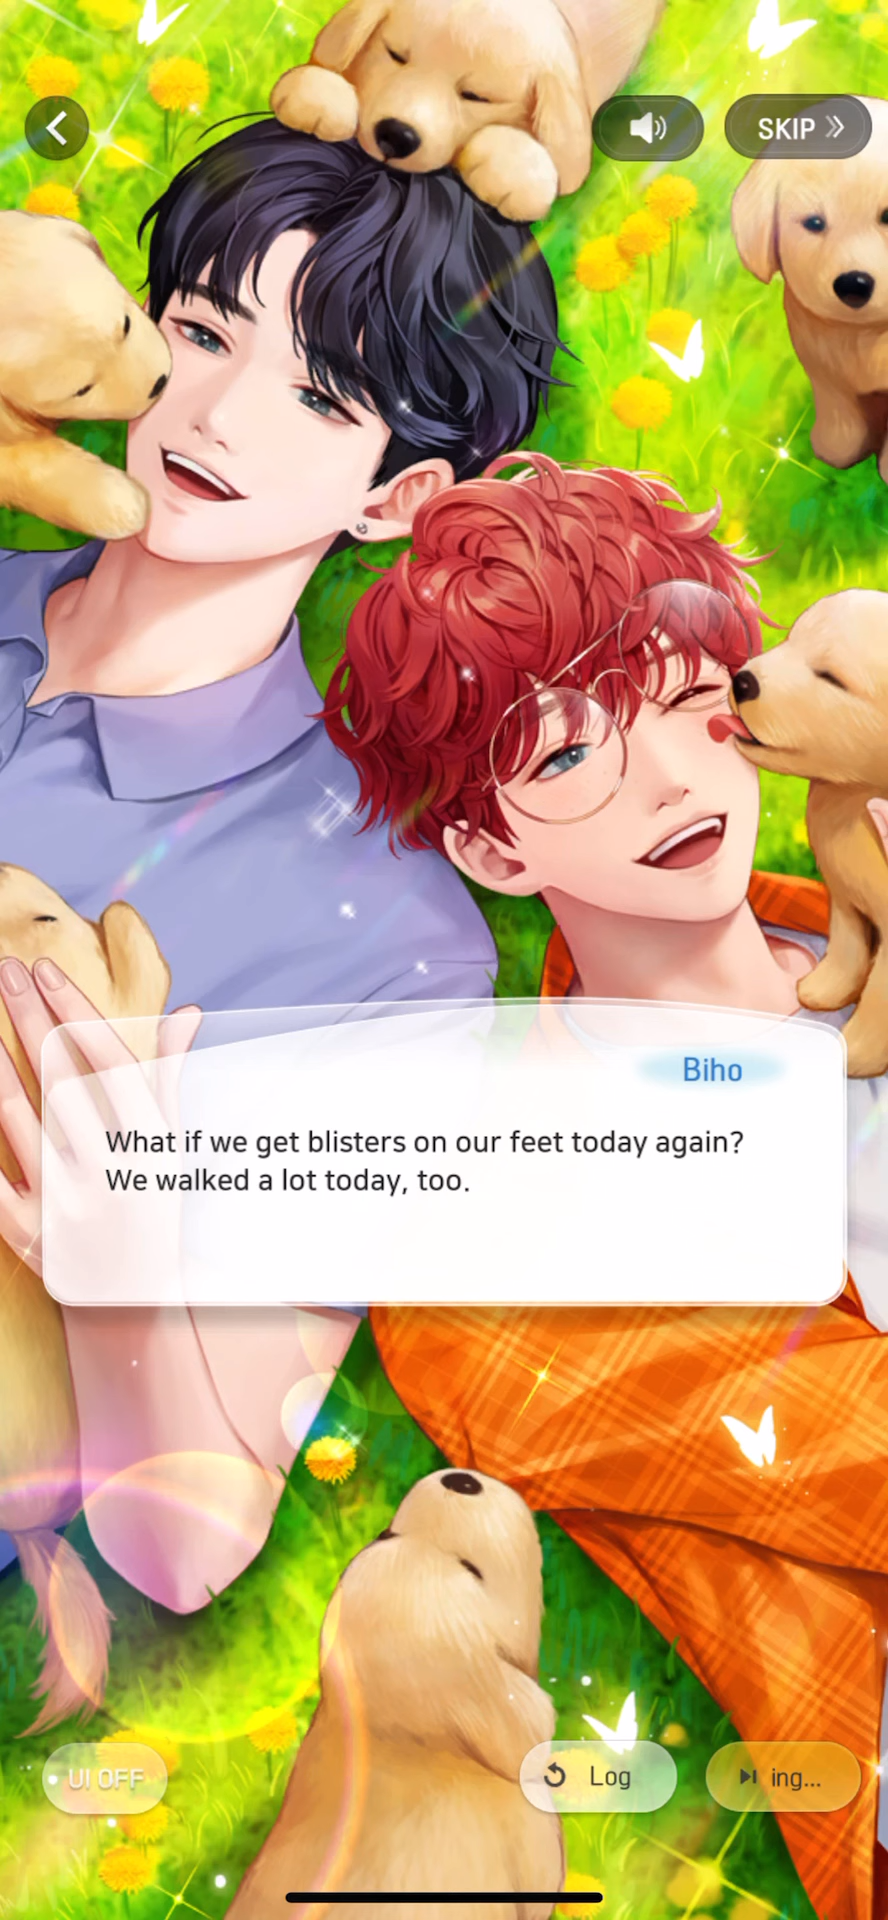 SKIP
Biho
What if we get blisters on our feet today again?
We walked a lot today, too.
UI OFF
Log
ing...